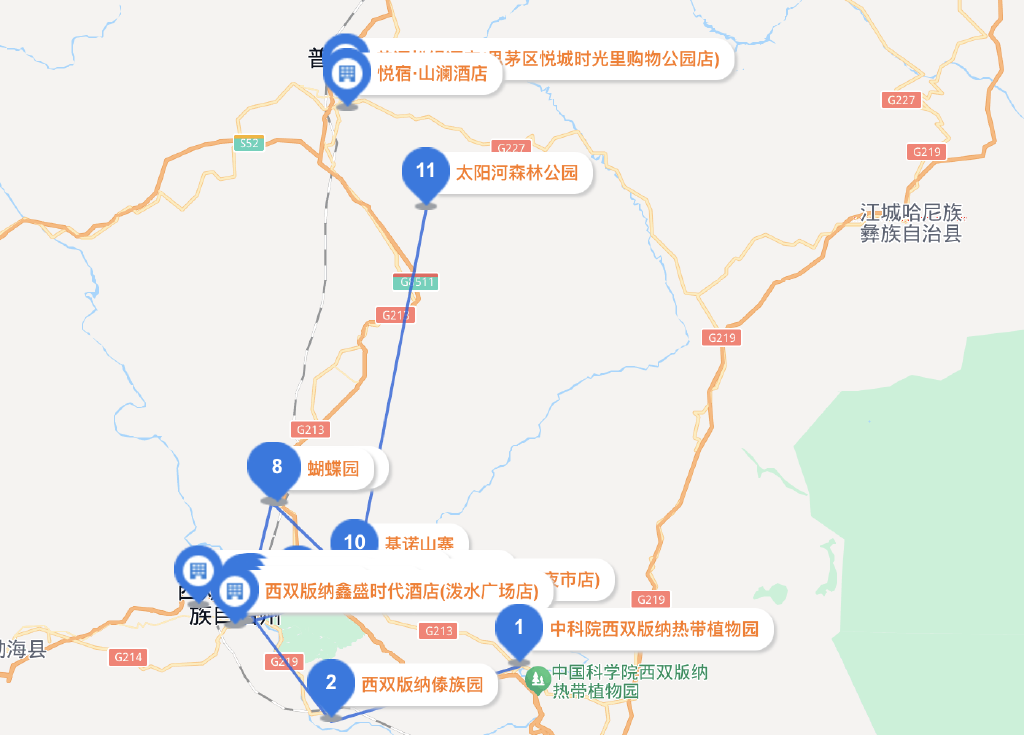 普
思茅区悦城时光里购物公园店)
悦宿·山澜酒店
G227
S52
G227
G219
11
太阳河森林公园
江城哈尼族
彝族自治县
G8511
G213
G219
G213
8
蝴蝶园
10
基诺山寨
夜市店)
西双版纳鑫盛时代酒店(泼水广场店)
西
族自治州
G219
1
中科院西双版纳热带植物园
G213
勐海县
G214
G219
中国科学院西双版纳
热带植物园
2
西双版纳傣族园